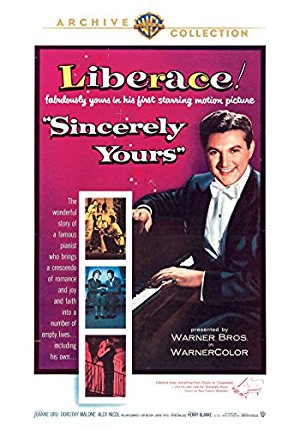 ARCHIVE WB COLLECTION
Liberace!
fabulously yours in his first starring motion picture
"Sincerely
Yours"
The
wonderful
story of
a famous
pianist
who brings
a crescendo
of romance
and joy
and faith
into a
number of
empty lives...
including
his own...
presented by
WARNER BROS.
IN
WARNERCOLOR
JOANNE DRU · DOROTHY MALONE · ALEX NICOL